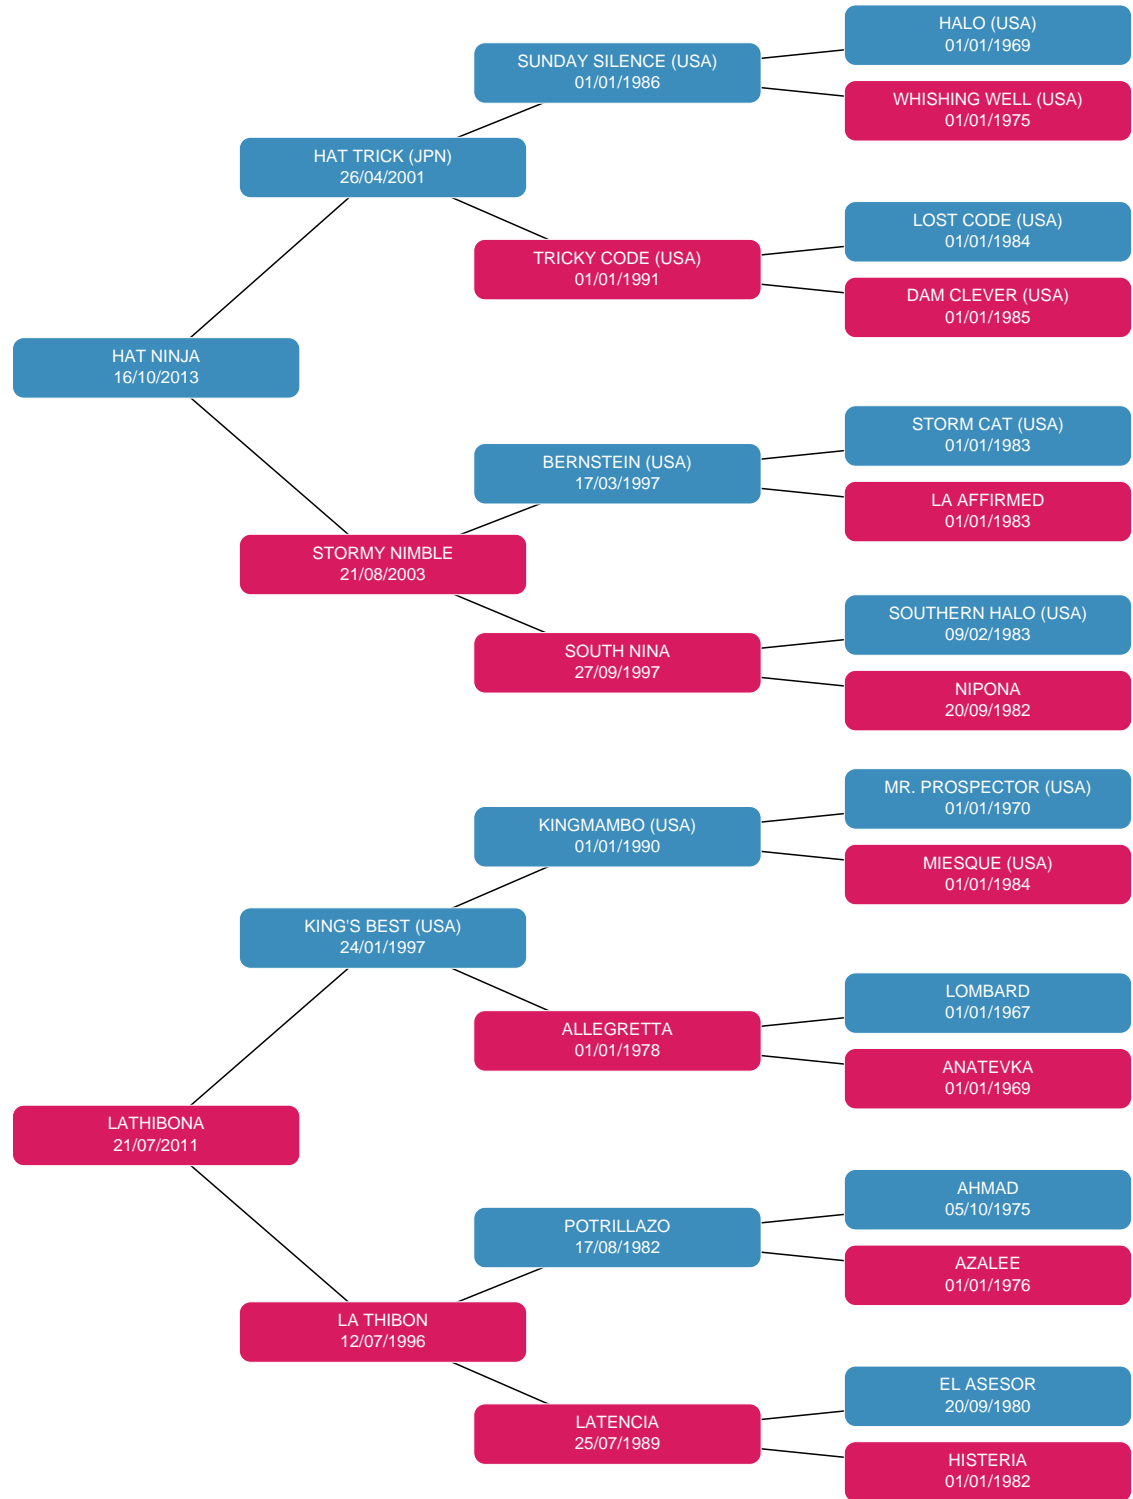 HALO (USA)
01/01/1969
SUNDAY SILENCE (USA)
01/01/1986
WHISHING WELL (USA)
01/01/1975
HAT TRICK (JPN)
26/04/2001
LOST CODE (USA)
01/01/1984
TRICKY CODE (USA)
01/01/1991
DAM CLEVER (USA)
01/01/1985
HAT NINJA
16/10/2013
STORM CAT (USA)
01/01/1983
BERNSTEIN (USA)
17/03/1997
LA AFFIRMED
01/01/1983
STORMY NIMBLE
21/08/2003
SOUTHERN HALO (USA)
09/02/1983
SOUTH NINA
27/09/1997
NIPONA
20/09/1982
MR. PROSPECTOR (USA)
01/01/1970
KINGMAMBO (USA)
01/01/1990
MIESQUE (USA)
01/01/1984
KING'S BEST (USA)
24/01/1997
LOMBARD
01/01/1967
ALLEGRETTA
01/01/1978
ANATEVKA
01/01/1969
LATHIBONA
21/07/2011
AHMAD
05/10/1975
POTRILLAZO
17/08/1982
AZALEE
01/01/1976
LA THIBON
12/07/1996
EL ASESOR
20/09/1980
LATENCIA
25/07/1989
HISTERIA
01/01/1982